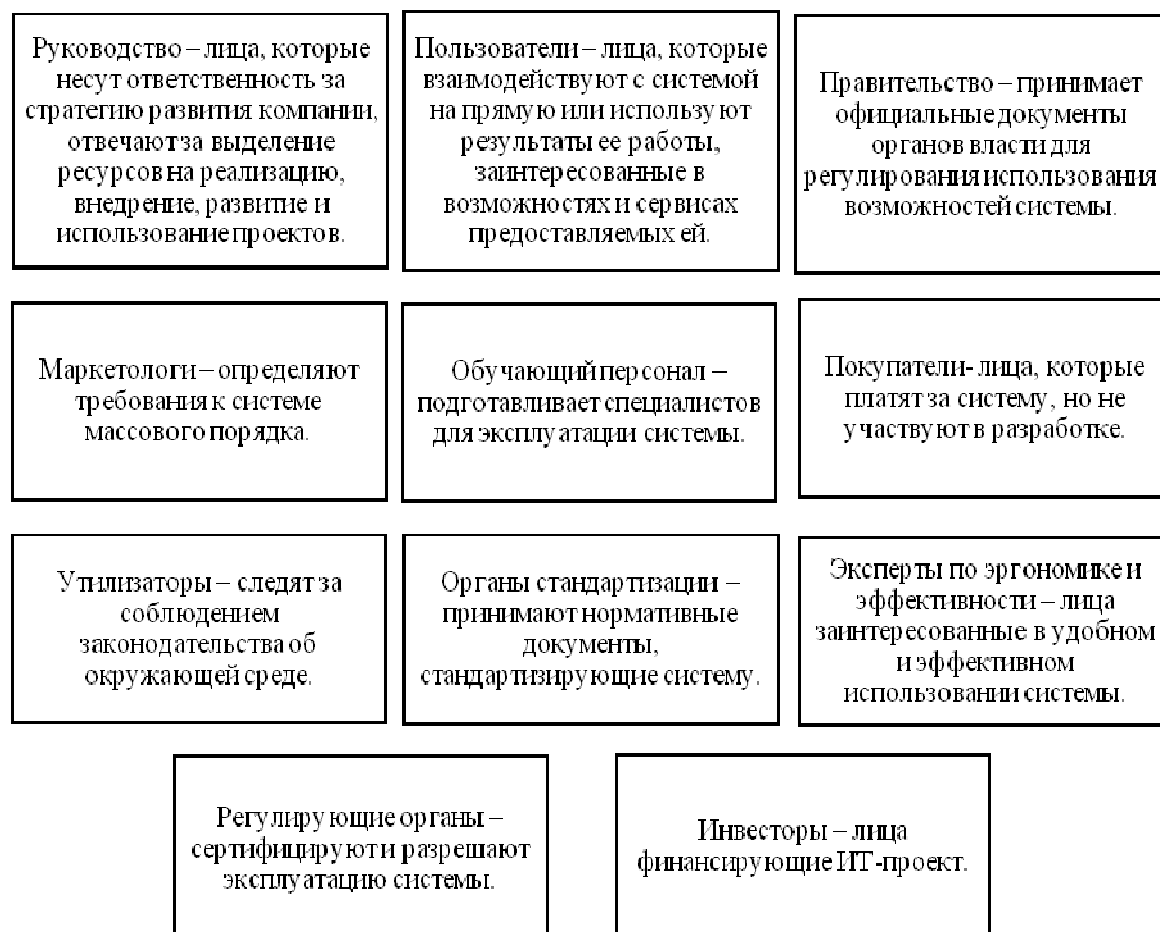 Руководство – лица, которые
несут ответственность за
стратегию развития компании,
отвечают за выделение
ресурсов на реализацию,
внедрение, развитие и
использование проектов.
Пользователи – лица, которые
взаимодействуют с системой
на прямую или используют
результаты ее работы,
заинтересованные в
возможностях и сервисах
предоставляемых ей.
Правительство – принимает
официальные документы
органов власти для
регулирования использования
возможностей системы.
Маркетологи – определяют
требования к системе
массового порядка.
Обучающий персонал –
подготавливает специалистов
для эксплуатации системы.
Покупатели- лица, которые
платят за систему, но не
участвуют в разработке.
Утилизаторы – следят за
соблюдением
законодательства об
окружающей среде.
Органы стандартизации –
принимают нормативные
документы,
стандартизирующие систему.
Эксперты по эргономике и
эффективности – лица
заинтересованные в удобном
и эффективном
использовании системы.
Регулирующие органы –
сертифицируют и разрешают
эксплуатацию системы.
Инвесторы – лица
финансирующие ИТ-проект.